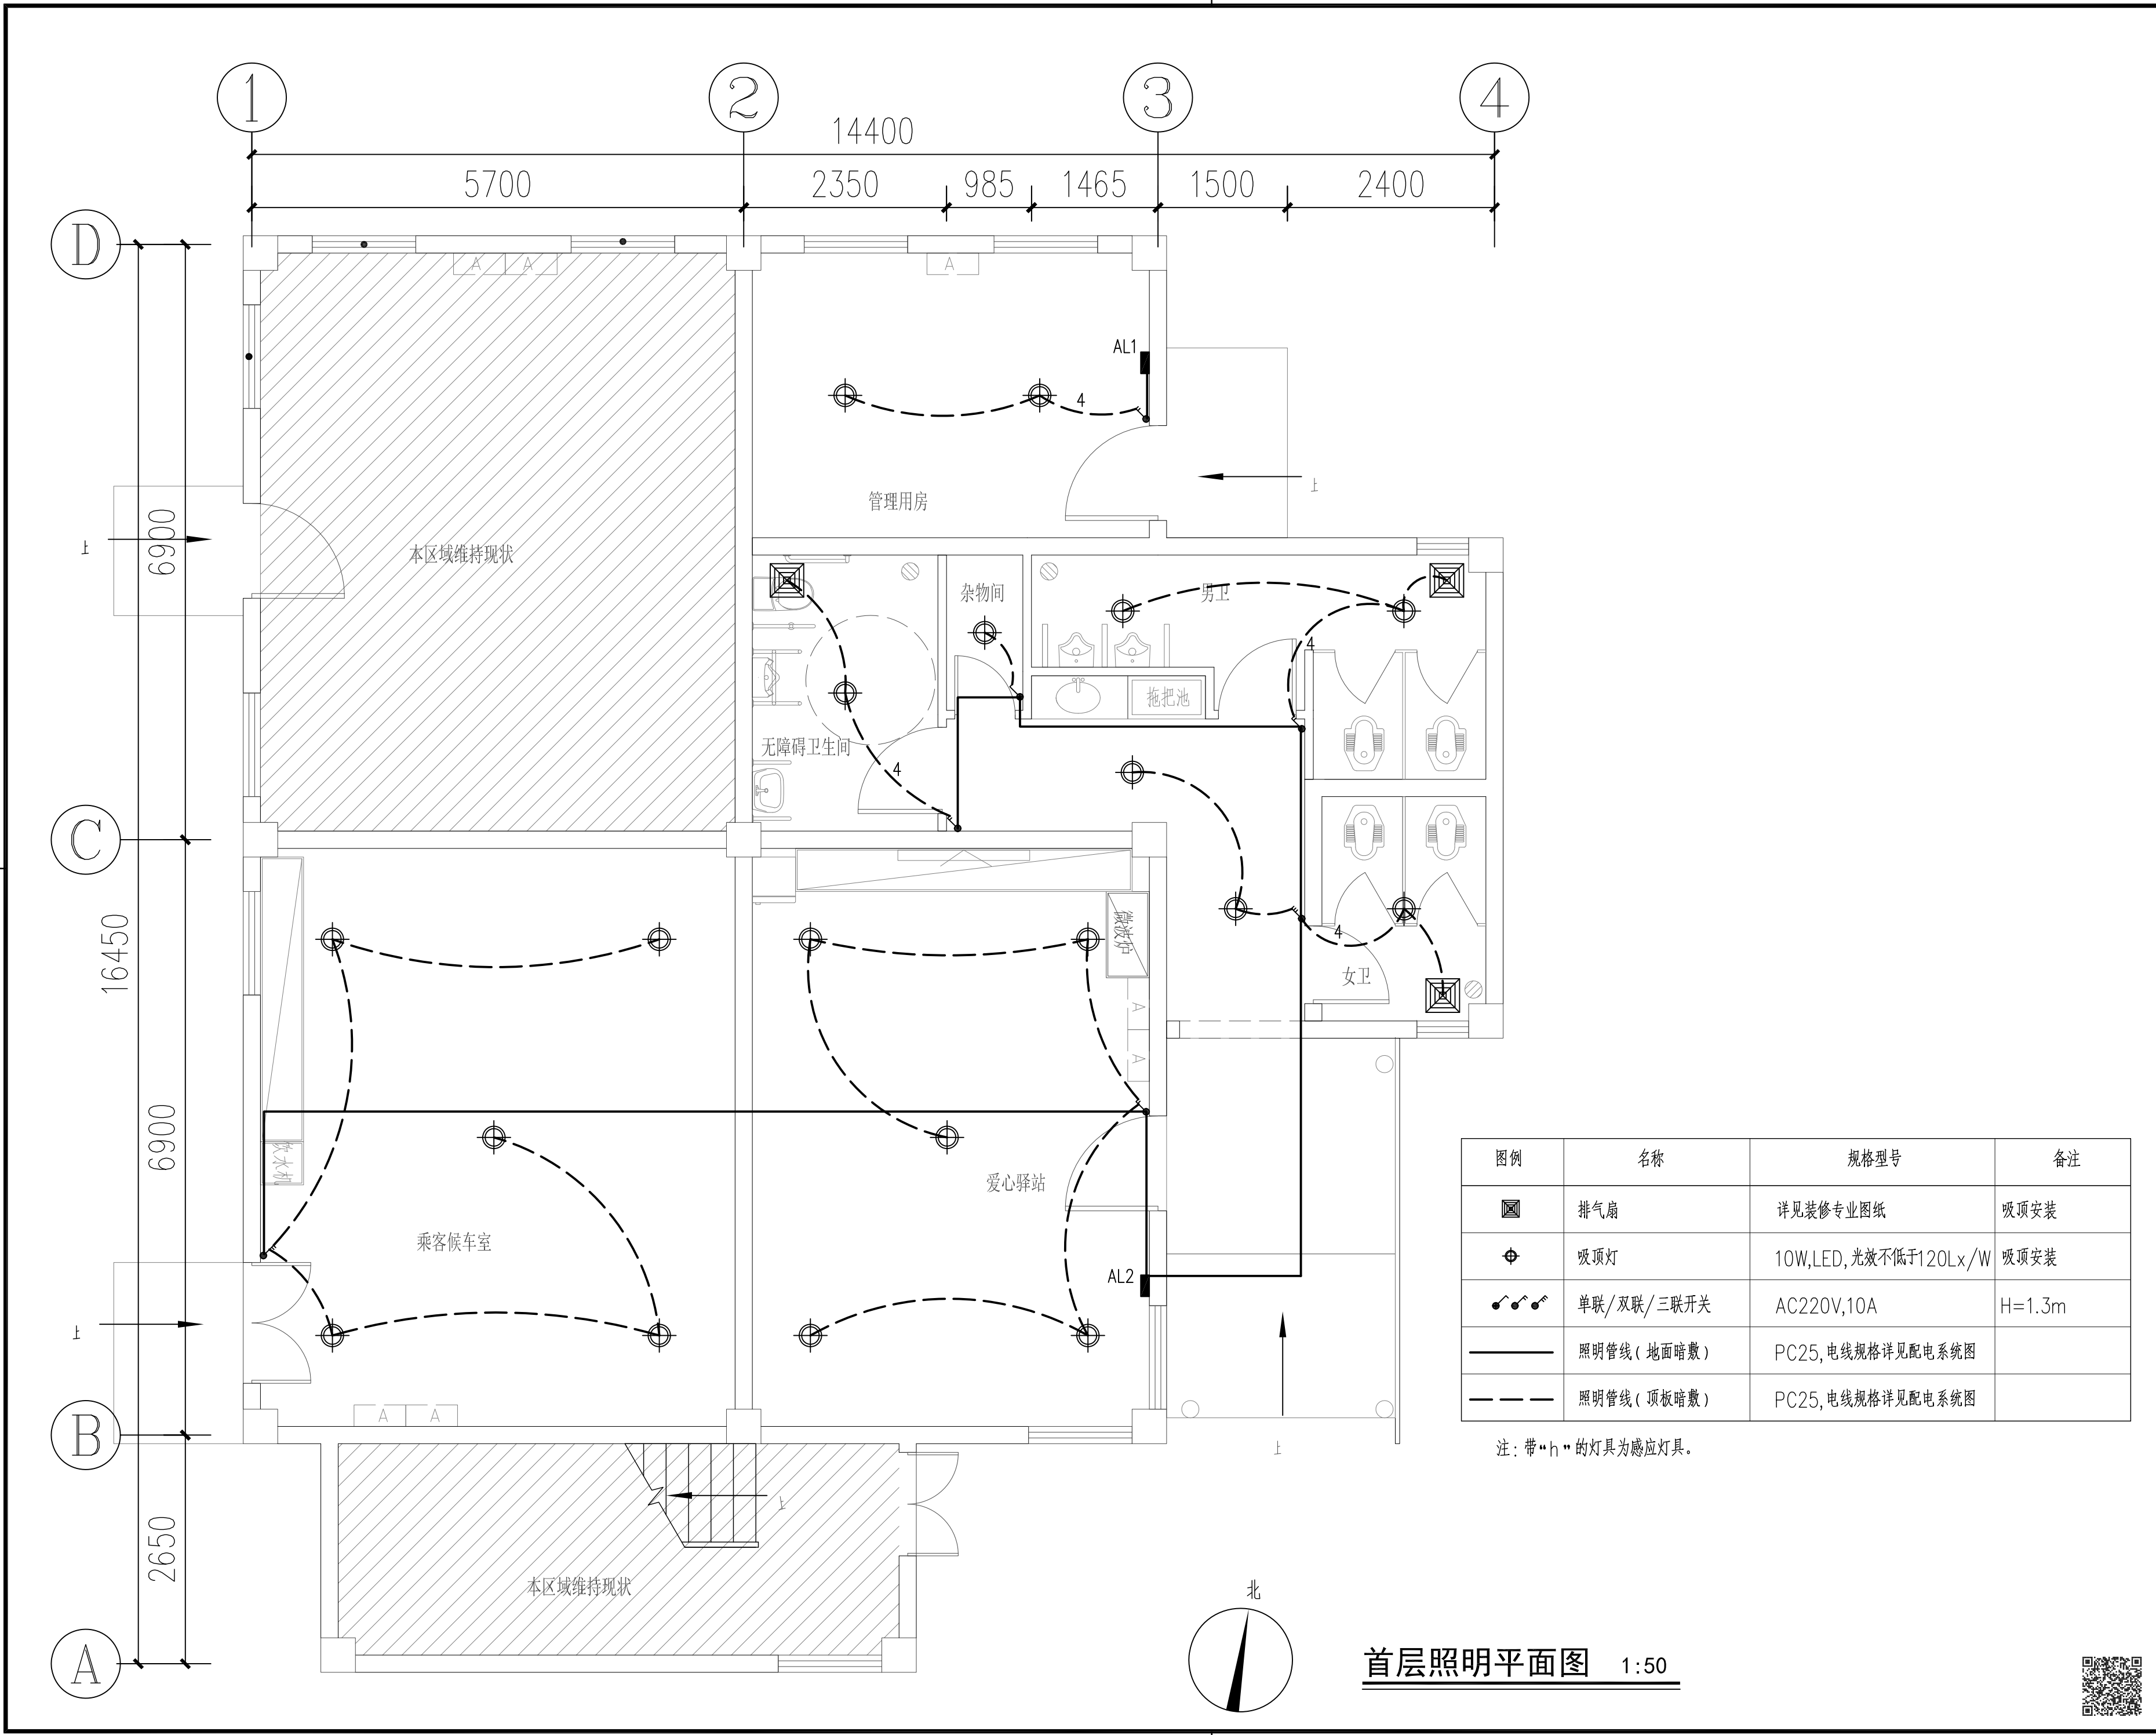 1 2 3 4
14400
5700 2350 985 1465 1500 2400
D
A A A
AL1
4
管理用房
上
6900
上
本区域维持现状
杂物间
男卫
4
拖把池
无障碍卫生间
4
C
微波炉
16450
4
女卫
A
A
6900
饮水机
爱心驿站
乘客候车室
AL2
上
A A
B
上
上
2650
本区域维持现状
A
图例 名称 规格型号 备注
排气扇 详见装修专业图纸 吸顶安装
吸顶灯 10W,LED,光效不低于120Lx/W 吸顶安装
单联/双联/三联开关 AC220V,10A H=1.3m
照明管线(地面暗敷) PC25,电线规格详见配电系统图
照明管线(顶板暗敷) PC25,电线规格详见配电系统图
注:带“h”的灯具为感应灯具。
北
首层照明平面图 1:50